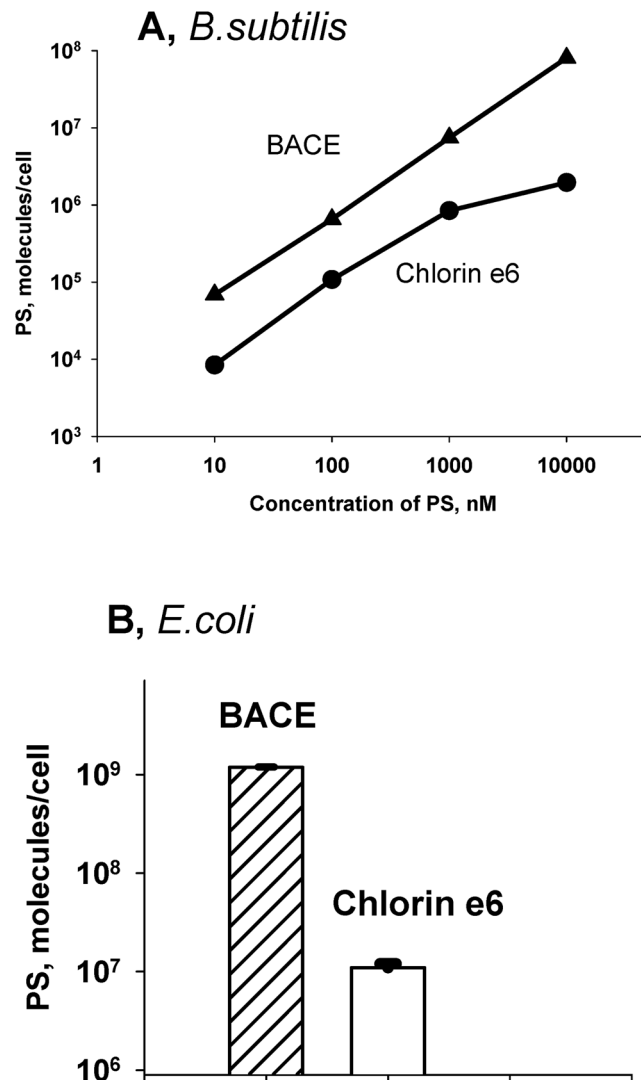 A, B.subtilis
10⁸
10⁷
10⁶
10⁵
10⁴
10³
PS, molecules/cell
BACE
Chlorin e6
1 10 100 1000 10000
Concentration of PS, nM
B, E.coli
BACE
Chlorin e6
PS, molecules/cell
10⁹
10⁸
10⁷
10⁶